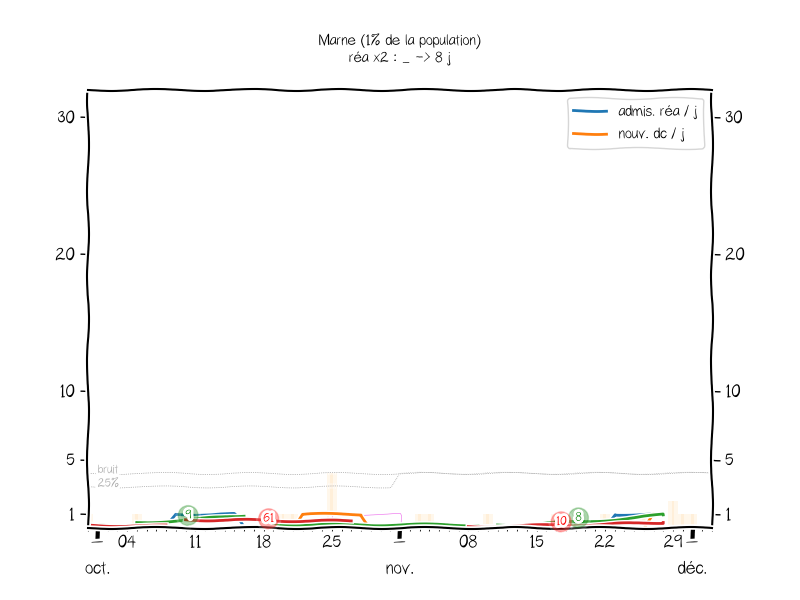 Marne (1% de la population)
réa x2 : _ -> 8 j
admis. réa / j
nouv. dc / j
30
30
20
20
10
10
5
5
bruit
25%
1
1
9
61
10
8
04
11
18
25
08
15
22
29
oct.
nov.
déc.